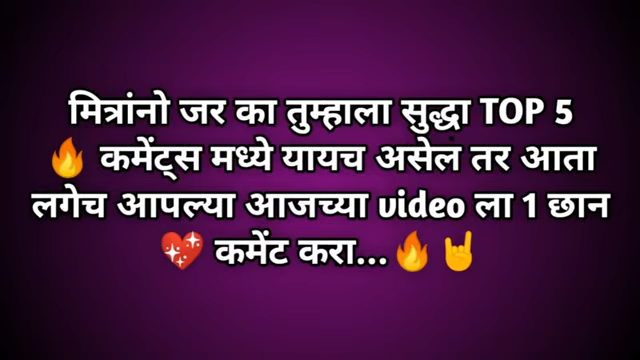 मित्रांनो जर का तुम्हाला सुद्धा TOP 5
🔥 कमेंट्स मध्ये यायच असेल तर आता
लगेच आपल्या आजच्या video ला 1 छान
💖 कमेंट करा...🔥🤘